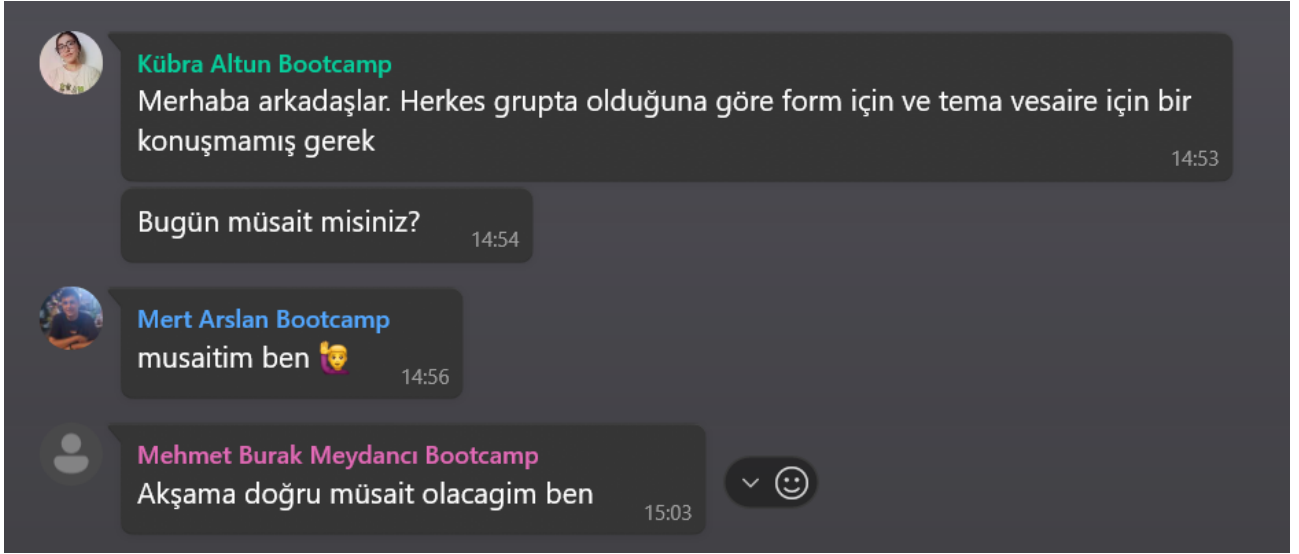 Kübra Altun Bootcamp
Merhaba arkadaşlar. Herkes grupta olduğuna göre form için ve tema vesaire için bir
konuşmamış gerek
14:53
Bugün müsait misiniz?
14:54
Mert Arslan Bootcamp
musaitim ben 🙋‍♂️
14:56
Mehmet Burak Meydancı Bootcamp
Akşama doğru müsait olacagim ben
15:03